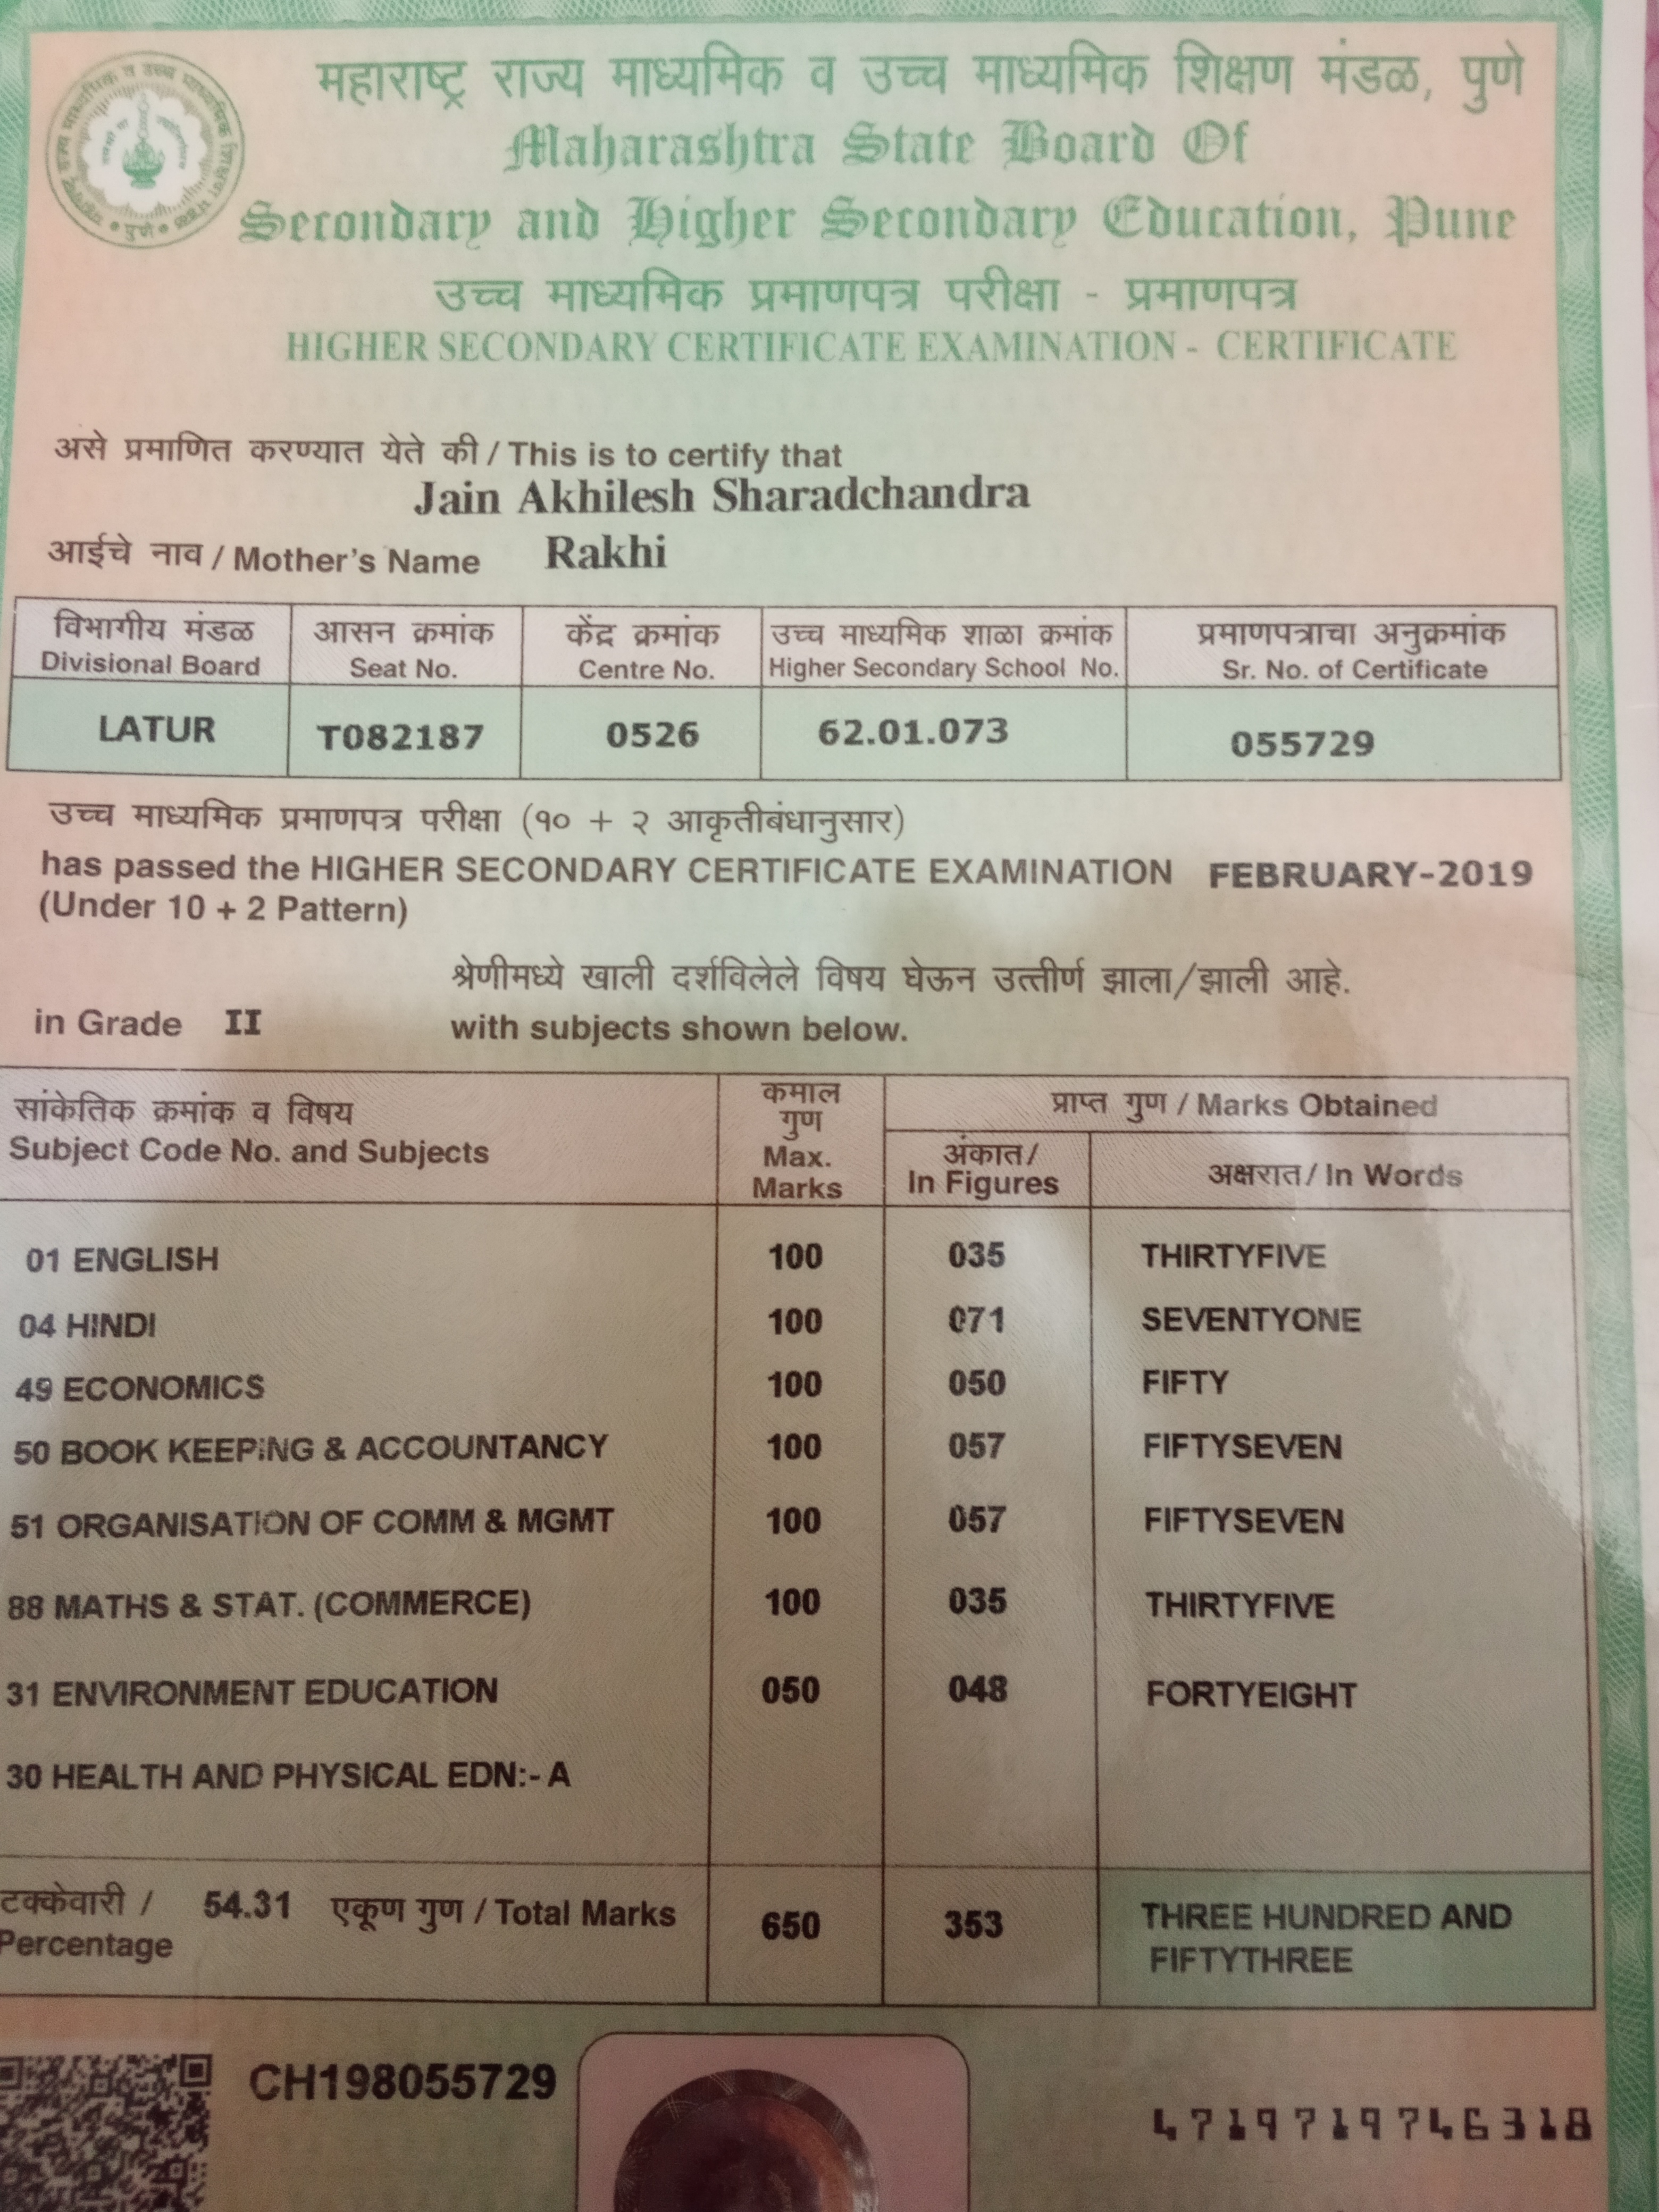 महाराष्ट्र राज्य माध्यमिक व उच्च माध्यमिक शिक्षण मंडळ, पुणे
Maharashtra State Board Of
Secondary and Higher Secondary Education, Pune
उच्च माध्यमिक प्रमाणपत्र परीक्षा - प्रमाणपत्र
HIGHER SECONDARY CERTIFICATE EXAMINATION - CERTIFICATE
असे प्रमाणित करण्यात येते की / This is to certify that
Jain Akhilesh Sharadchandra
आईचे नाव / Mother's Name Rakhi
विभागीय मंडळ आसन क्रमांक केंद्र क्रमांक उच्च माध्यमिक शाळा क्रमांक प्रमाणपत्राचा अनुक्रमांक
Divisional Board Seat No. Centre No. Higher Secondary School No. Sr. No. of Certificate
LATUR T082187 0526 62.01.073 055729
उच्च माध्यमिक प्रमाणपत्र परीक्षा (१० + २ आकृतीबंधानुसार)
has passed the HIGHER SECONDARY CERTIFICATE EXAMINATION FEBRUARY-2019
(Under 10 + 2 Pattern)
श्रेणीमध्ये खाली दर्शविलेले विषय घेऊन उत्तीर्ण झाला/झाली आहे.
in Grade II with subjects shown below.
सांकेतिक क्रमांक व विषय
Subject Code No. and Subjects
कमाल
गुण
Max.
Marks
प्राप्त गुण / Marks Obtained
अंकात/
In Figures
अक्षरात/ In Words
01 ENGLISH 100 035 THIRTYFIVE
04 HINDI 100 071 SEVENTYONE
49 ECONOMICS 100 050 FIFTY
50 BOOK KEEPING & ACCOUNTANCY 100 057 FIFTYSEVEN
51 ORGANISATION OF COMM & MGMT 100 057 FIFTYSEVEN
88 MATHS & STAT. (COMMERCE) 100 035 THIRTYFIVE
31 ENVIRONMENT EDUCATION 050 048 FORTYEIGHT
30 HEALTH AND PHYSICAL EDN:- A
टक्केवारी / 54.31 एकूण गुण / Total Marks 650 353 THREE HUNDRED AND
Percentage FIFTYTHREE
CH198055729
4719719746318